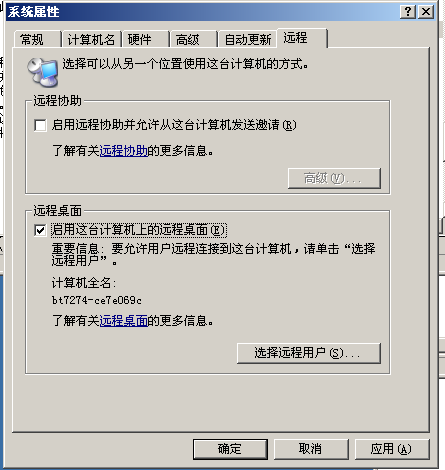 系统属性
常规 计算机名 硬件 高级 自动更新 远程
选择可以从另一个位置使用这台计算机的方式。
远程协助
启用远程协助并允许从这台计算机发送邀请(R)
了解有关远程协助的更多信息。
高级(V)...
远程桌面
启用这台计算机上的远程桌面(E)
重要信息: 要允许用户远程连接到这台计算机，请单击“选择
远程用户”。
计算机全名:
bt7274-ce7e069c
了解有关远程桌面的更多信息。
选择远程用户(S)...
确定 取消 应用(A)